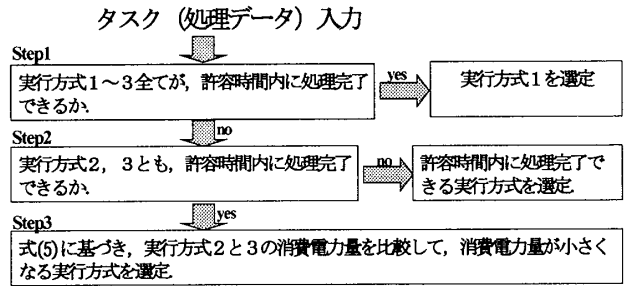 タスク（処理データ）入力
Step1
実行方式１～３全てが，許容時間内に処理完了
できるか.
yes
実行方式１を選定
no
Step2
実行方式２，３とも，許容時間内に処理完了
できるか.
no
許容時間内に処理完了で
きる実行方式を選定.
yes
Step3
式(5)に基づき，実行方式２と３の消費電力量を比較して，消費電力量が小さく
なる実行方式を選定.